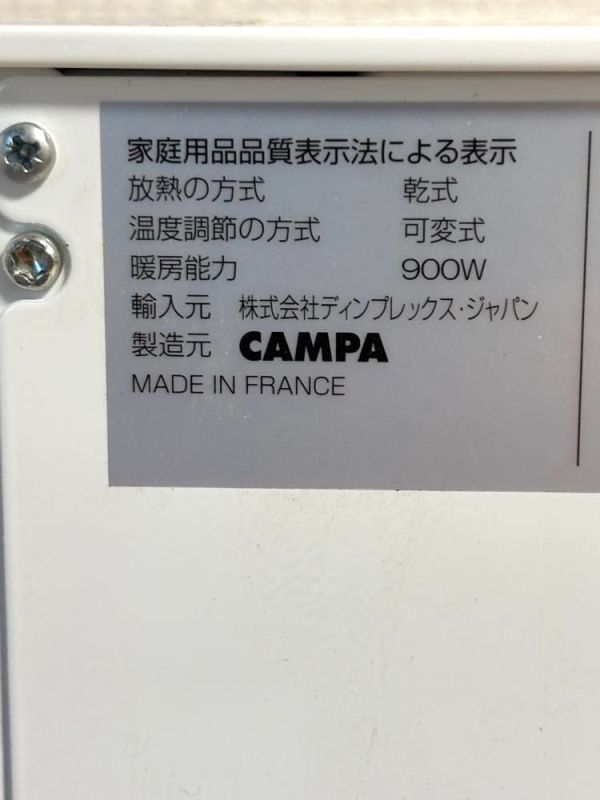 家庭用品品質表示法による表示
放熱の方式 乾式
温度調節の方式 可変式
暖房能力 900W
輸入元 株式会社ディンプレックス・ジャパン
製造元 CAMPA
MADE IN FRANCE